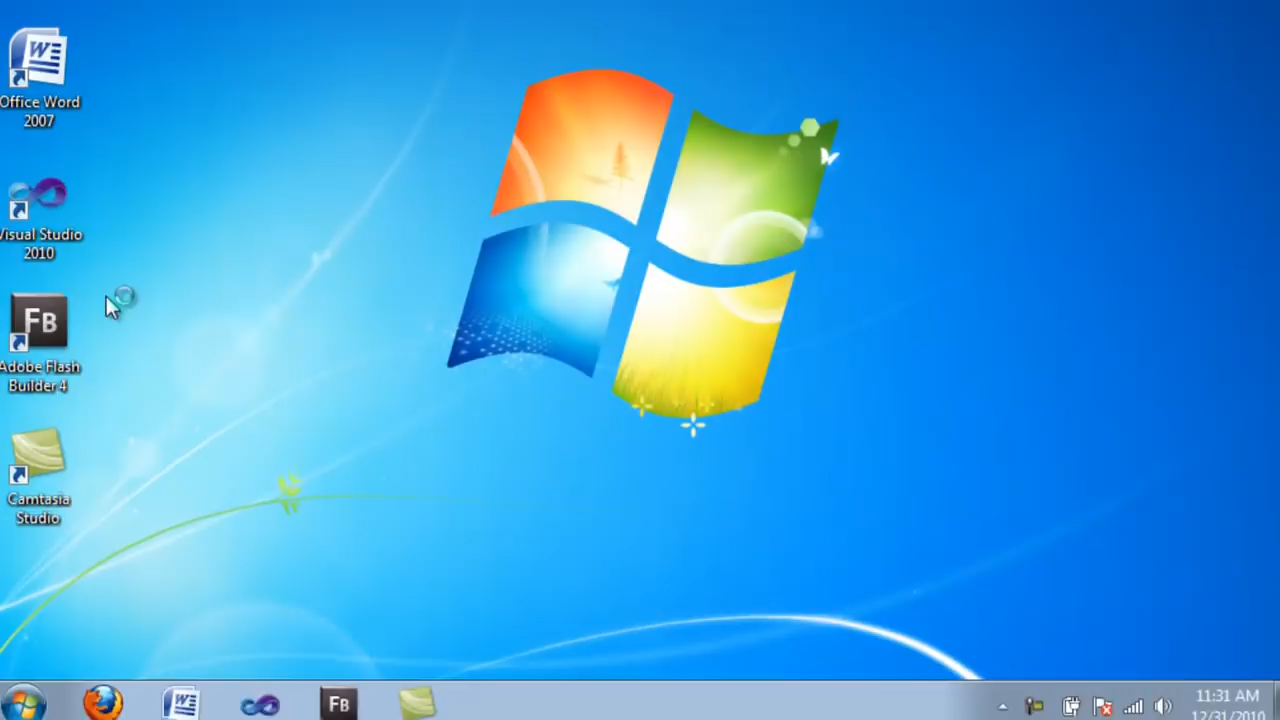 Office Word
2007
Visual Studio
2010
FB
Adobe Flash
Builder 4
Camtasia
Studio
FB
11:31 AM
12/31/2010